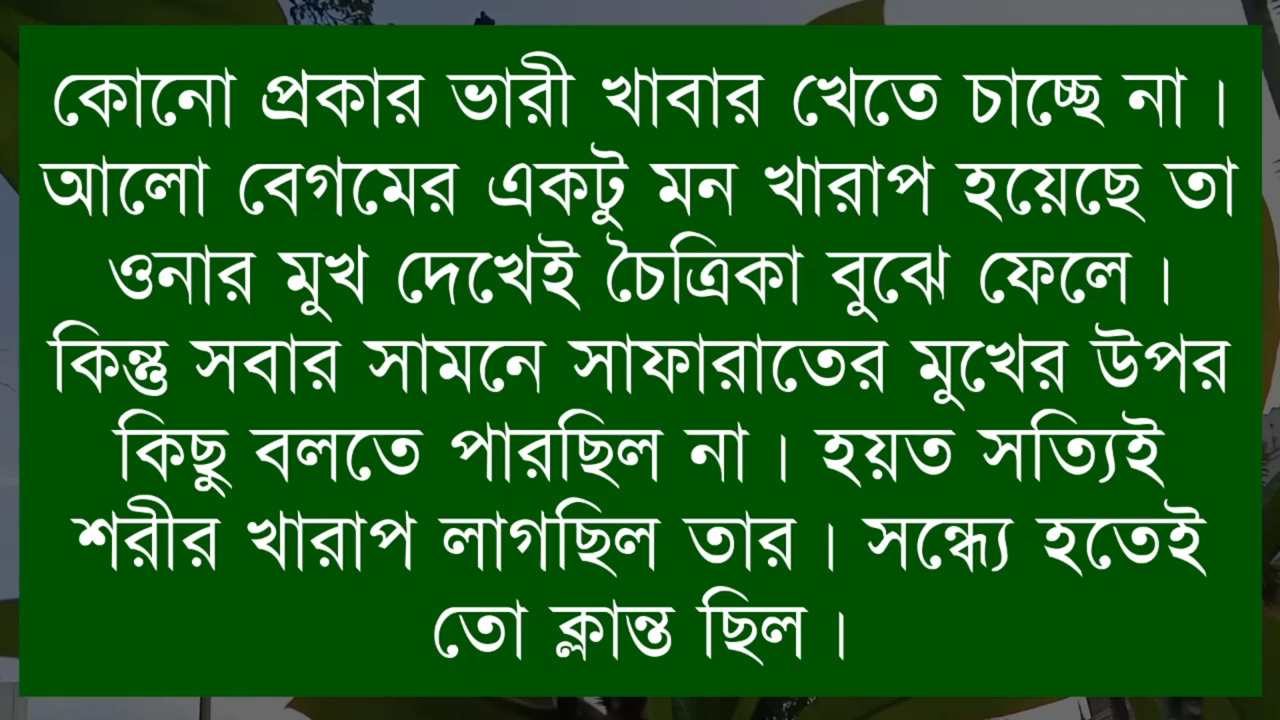 কোনো প্রকার ভারী খাবার খেতে চাচ্ছে না।
আলো বেগমের একটু মন খারাপ হয়েছে তা
ওনার মুখ দেখেই চৈত্রিকা বুঝে ফেলে।
কিন্তু সবার সামনে সাফারাতের মুখের উপর
কিছু বলতে পারছিল না। হয়ত সত্যিই
শরীর খারাপ লাগছিল তার। সন্ধ্যে হতেই
তো ক্লান্ত ছিল।